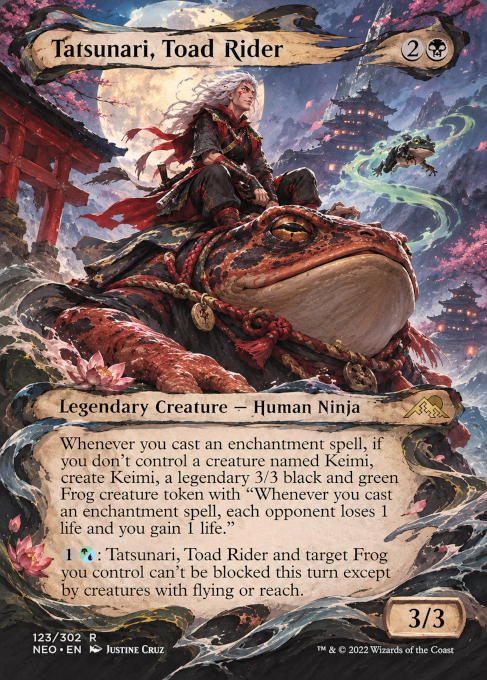 Tatsunari, Toad Rider
2
Legendary Creature — Human Ninja
Whenever you cast an enchantment spell, if
you don't control a creature named Keimi,
create Keimi, a legendary 3/3 black and green
Frog creature token with “Whenever you cast
an enchantment spell, each opponent loses 1
life and you gain 1 life.”
1 : Tatsunari, Toad Rider and target Frog
you control can't be blocked this turn except
by creatures with flying or reach.
3/3
123/302 R
NEO • EN Justine Cruz
™ & © 2022 Wizards of the Coast